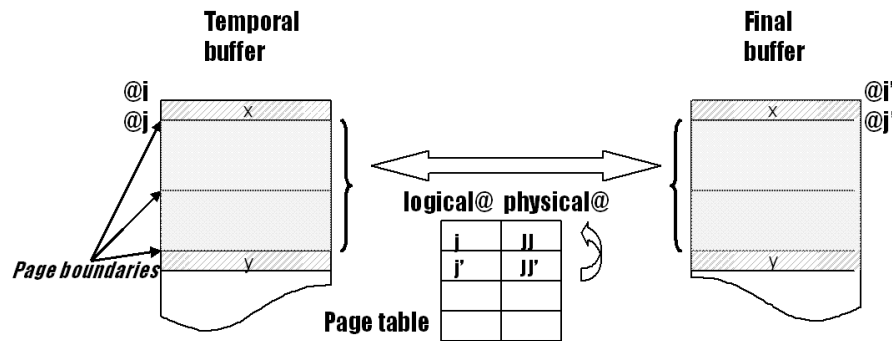 Temporal
buffer
Final
buffer
@i
x
x
@i'
@j
@j'
logical@ physical@
j JJ
j' JJ'
Page boundaries
y
y
Page table